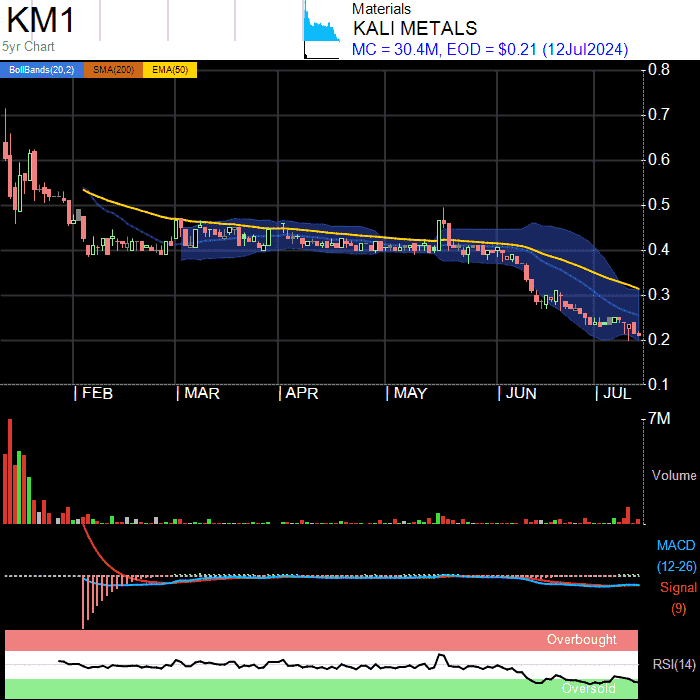 KM1
5yr Chart
Materials
KALI METALS
MC = 30.4M, EOD = $0.21 (12Jul2024)
BollBands(20,2) SMA(200) EMA(50)
0.8
0.7
0.6
0.5
0.4
0.3
0.2
0.1
FEB MAR APR MAY JUN JUL
7M
Volume
MACD
(12-26)
Signal
(9)
Overbought
RSI(14)
Oversold